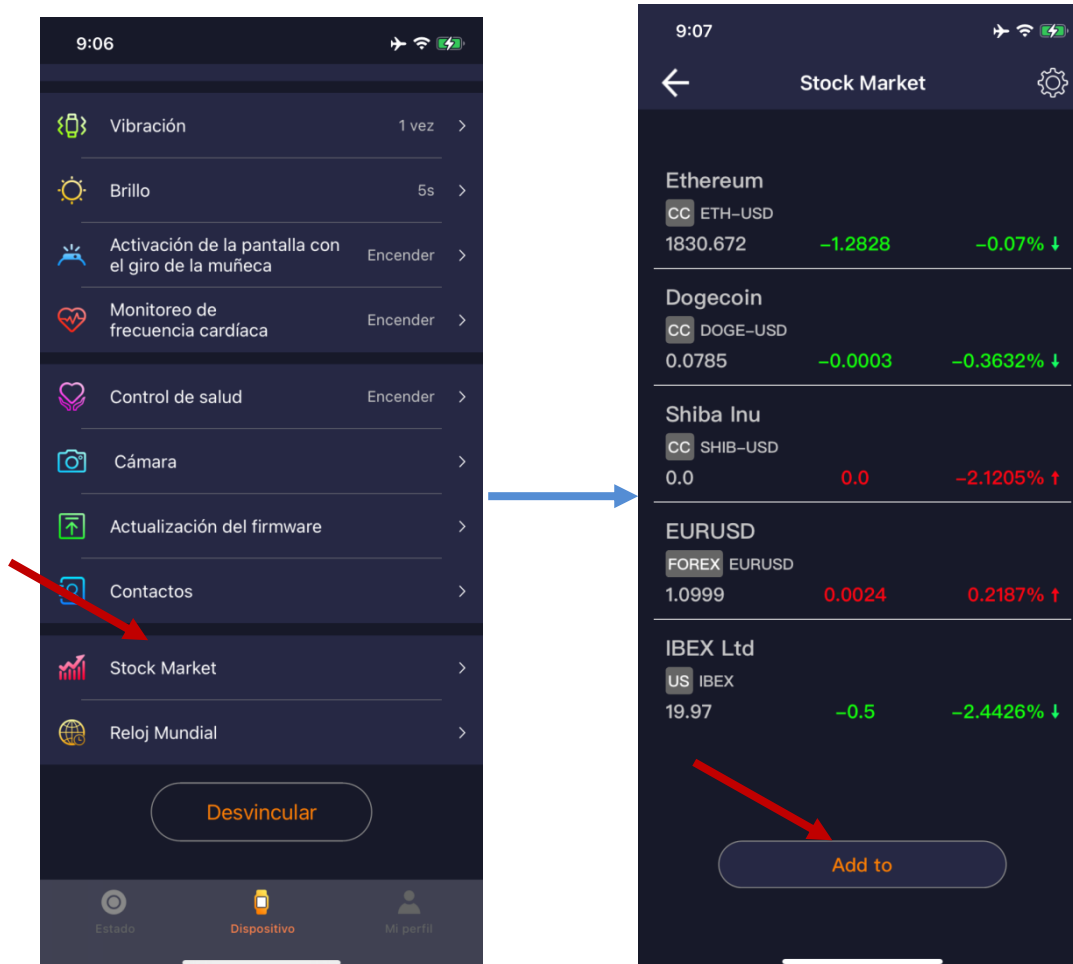 9:06
Vibración 1 vez
Brillo 5s
Activación de la pantalla con
el giro de la muñeca Encender
Monitoreo de
frecuencia cardíaca Encender
Control de salud Encender
Cámara
Actualización del firmware
Contactos
Stock Market
Reloj Mundial
Desvincular
Estado Dispositivo Mi perfil
9:07
Stock Market
Ethereum
CC ETH-USD
1830.672 -1.2828 -0.07% ↓
Dogecoin
CC DOGE-USD
0.0785 -0.0003 -0.3632% ↓
Shiba Inu
CC SHIB-USD
0.0 0.0 -2.1205% ↑
EURUSD
FOREX EURUSD
1.0999 0.0024 0.2187% ↑
IBEX Ltd
US IBEX
19.97 -0.5 -2.4426% ↓
Add to